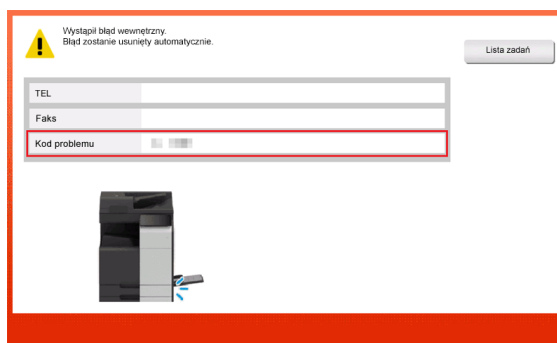 Wystąpił błąd wewnętrzny.
Błąd zostanie usunięty automatycznie.
Lista zadań
TEL
Faks
Kod problemu